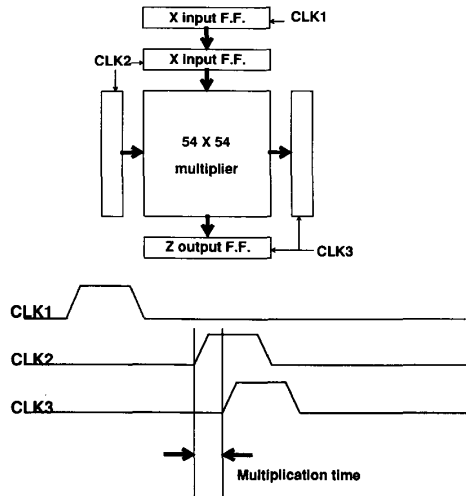 X input F.F.
CLK1
CLK2
X input F.F.
54 X 54
multiplier
Z output F.F.
CLK3
CLK1
CLK2
CLK3
Multiplication time